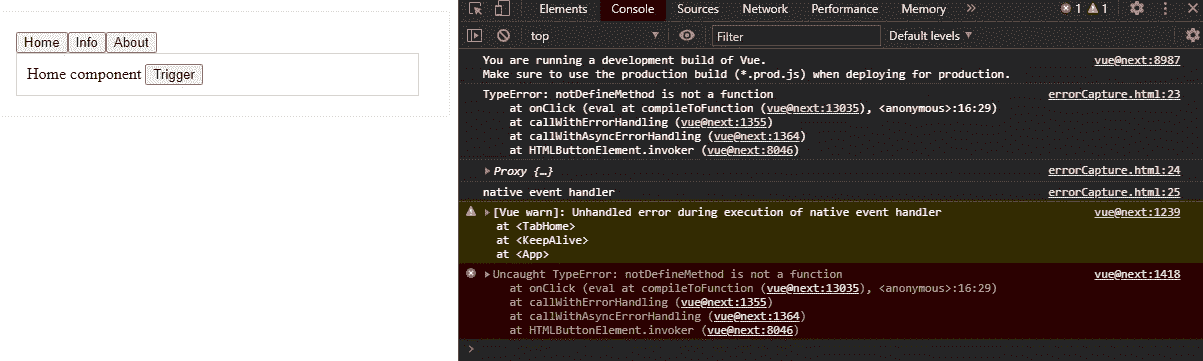 Home Info About
Home component Trigger
Elements Console Sources Network Performance Memory » 1 1
top Filter Default levels
You are running a development build of Vue. vue@next:8987
Make sure to use the production build (*.prod.js) when deploying for production.
TypeError: notDefineMethod is not a function errorCapture.html:23
at onClick (eval at compileToFunction (vue@next:13035), <anonymous>:16:29)
at callWithErrorHandling (vue@next:1355)
at callWithAsyncErrorHandling (vue@next:1364)
at HTMLButtonElement.invoker (vue@next:8046)
Proxy {…} errorCapture.html:24
native event handler errorCapture.html:25
[Vue warn]: Unhandled error during execution of native event handler vue@next:1239
at <TabHome>
at <KeepAlive>
at <App>
Uncaught TypeError: notDefineMethod is not a function vue@next:1418
at onClick (eval at compileToFunction (vue@next:13035), <anonymous>:16:29)
at callWithErrorHandling (vue@next:1355)
at callWithAsyncErrorHandling (vue@next:1364)
at HTMLButtonElement.invoker (vue@next:8046)